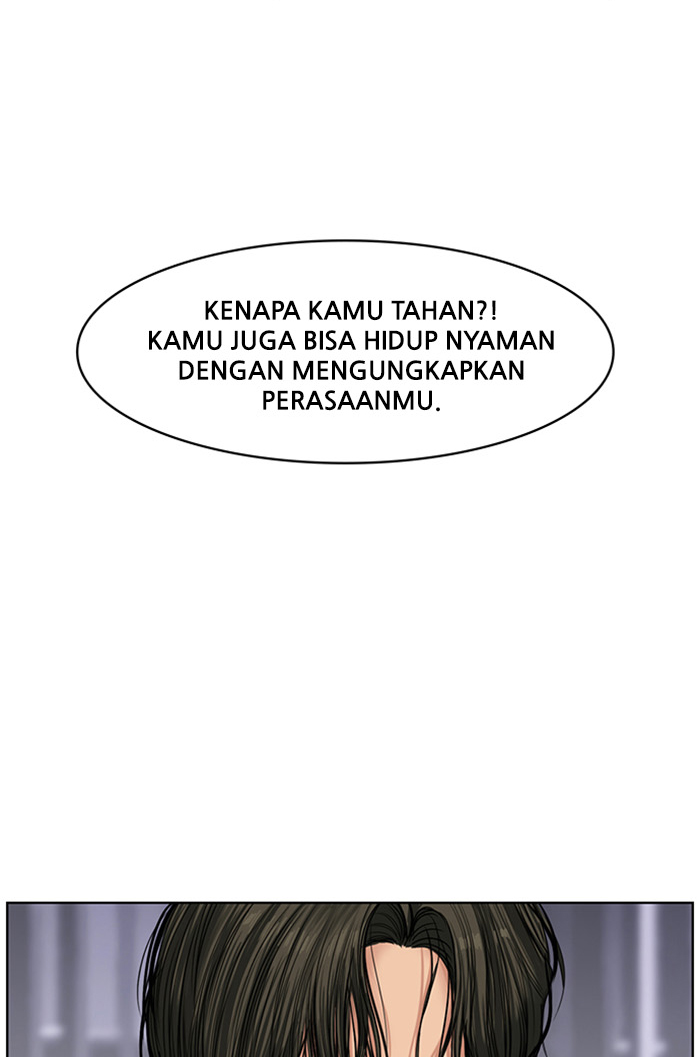 KENAPA KAMU TAHAN?!
KAMU JUGA BISA HIDUP NYAMAN
DENGAN MENGUNGKAPKAN
PERASAANMU.